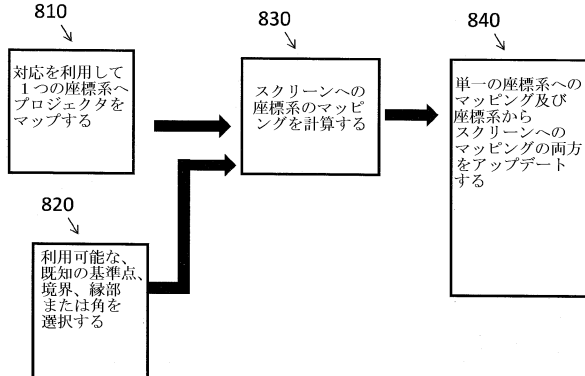 810
対応を利用して
１つの座標系へ
プロジェクタを
マップする
820
利用可能な、
既知の基準点、
境界、縁部
または角を
選択する
830
スクリーンへの
座標系のマッピ
ングを計算する
840
単一の座標系への
マッピング及び
座標系から
スクリーンへの
マッピングの両方
をアップデート
する